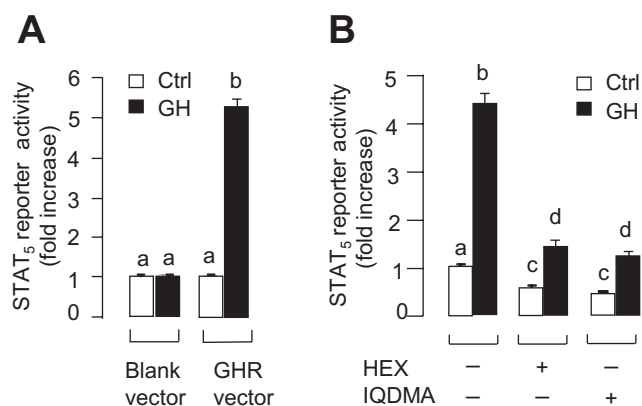 A
Ctrl
GH
STAT5 reporter activity
(fold increase)
6
5
4
3
2
1
0
a
a
a
b
Blank
vector
GHR
vector
B
Ctrl
GH
STAT5 reporter activity
(fold increase)
5
4
3
2
1
0
a
b
c
d
c
d
HEX – + –
IQDMA – – +